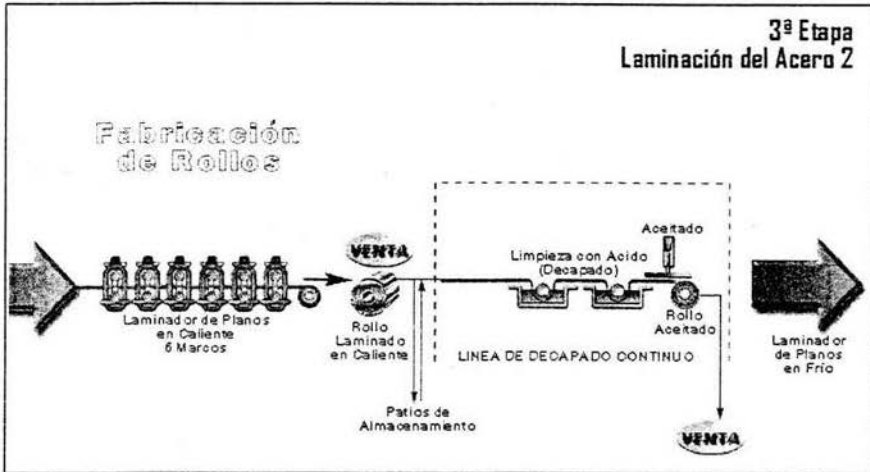 3ª Etapa
Laminación del Acero 2
Fabricación
de Rollos
VENTA
Aceitado
Limpieza con Acido
(Decapado)
Laminador de Planos
en Caliente
6 Marcos
Rollo
Laminado
en Caliente
Rollo
Aceitado
LINEA DE DECAPADO CONTINUO
Laminador
de Planos
en Frío
Patios de
Almacenamiento
VENTA